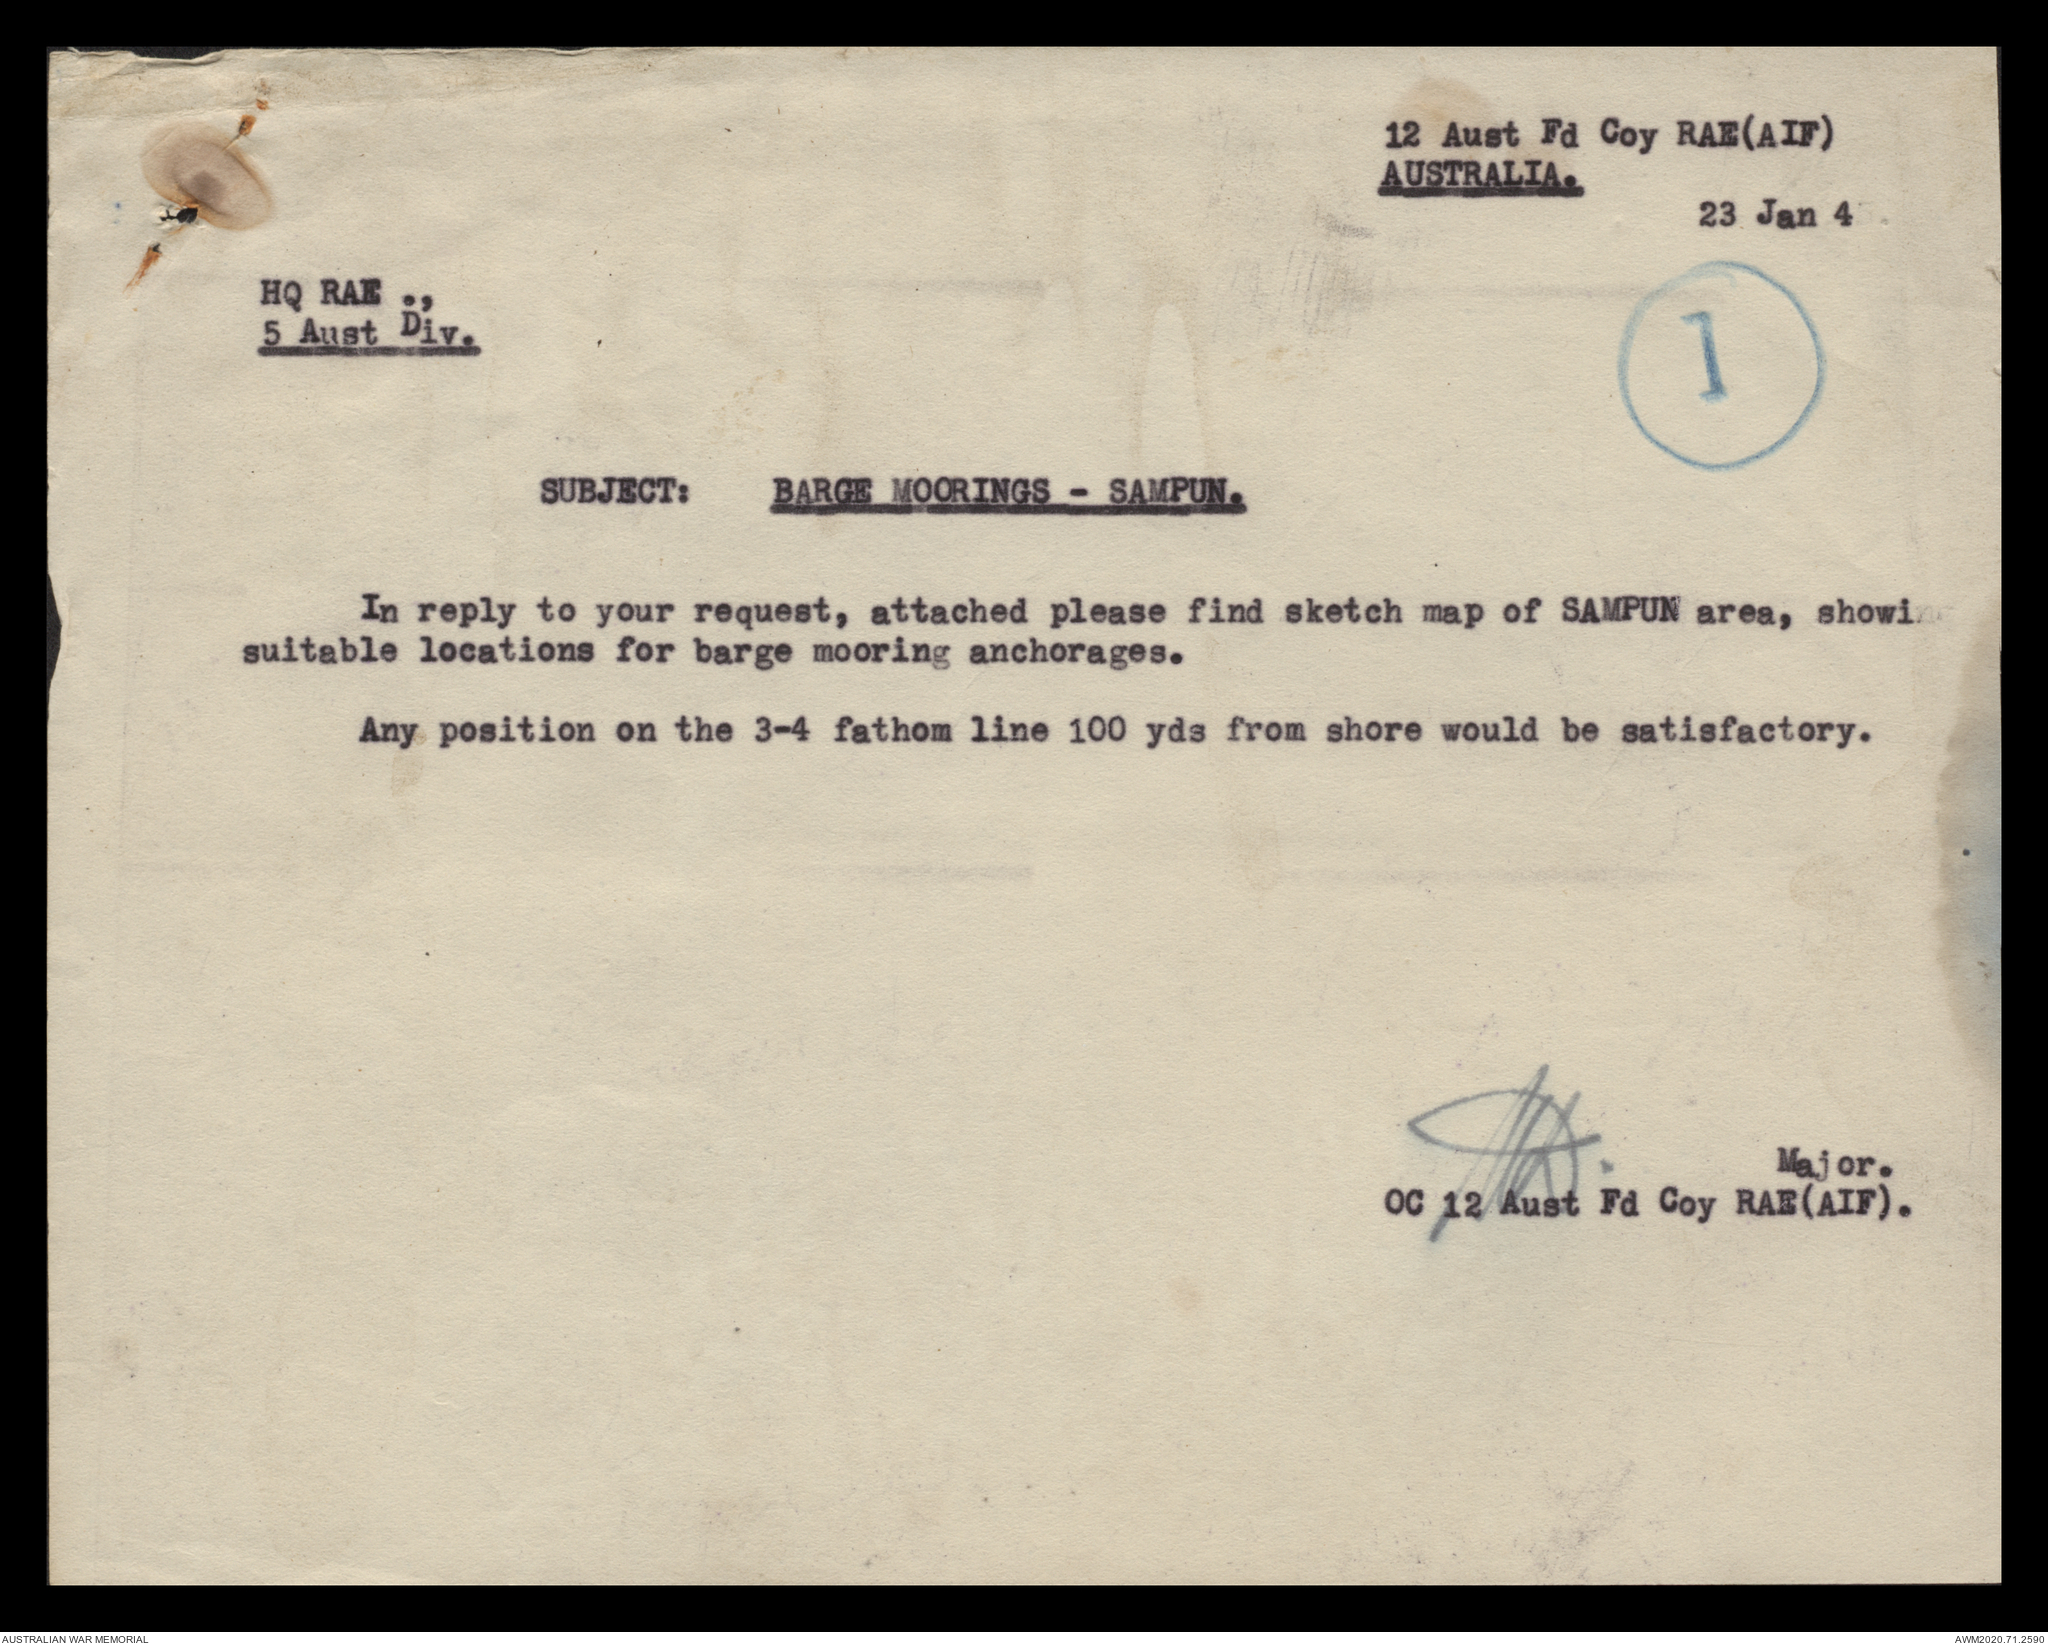 12 Aust Fd Coy RAE(AIF)
AUSTRALIA.
23 Jan 4
HQ RAE .,
5 Aust Div.
1
SUBJECT: BARGE MOORINGS - SAMPUN.
In reply to your request, attached please find sketch map of SAMPUN area, showing
suitable locations for barge mooring anchorages.
Any position on the 3-4 fathom line 100 yds from shore would be satisfactory.
Major.
OC 12 Aust Fd Coy RAE(AIF).
AUSTRALIAN WAR MEMORIAL
AWM2020.71.2590